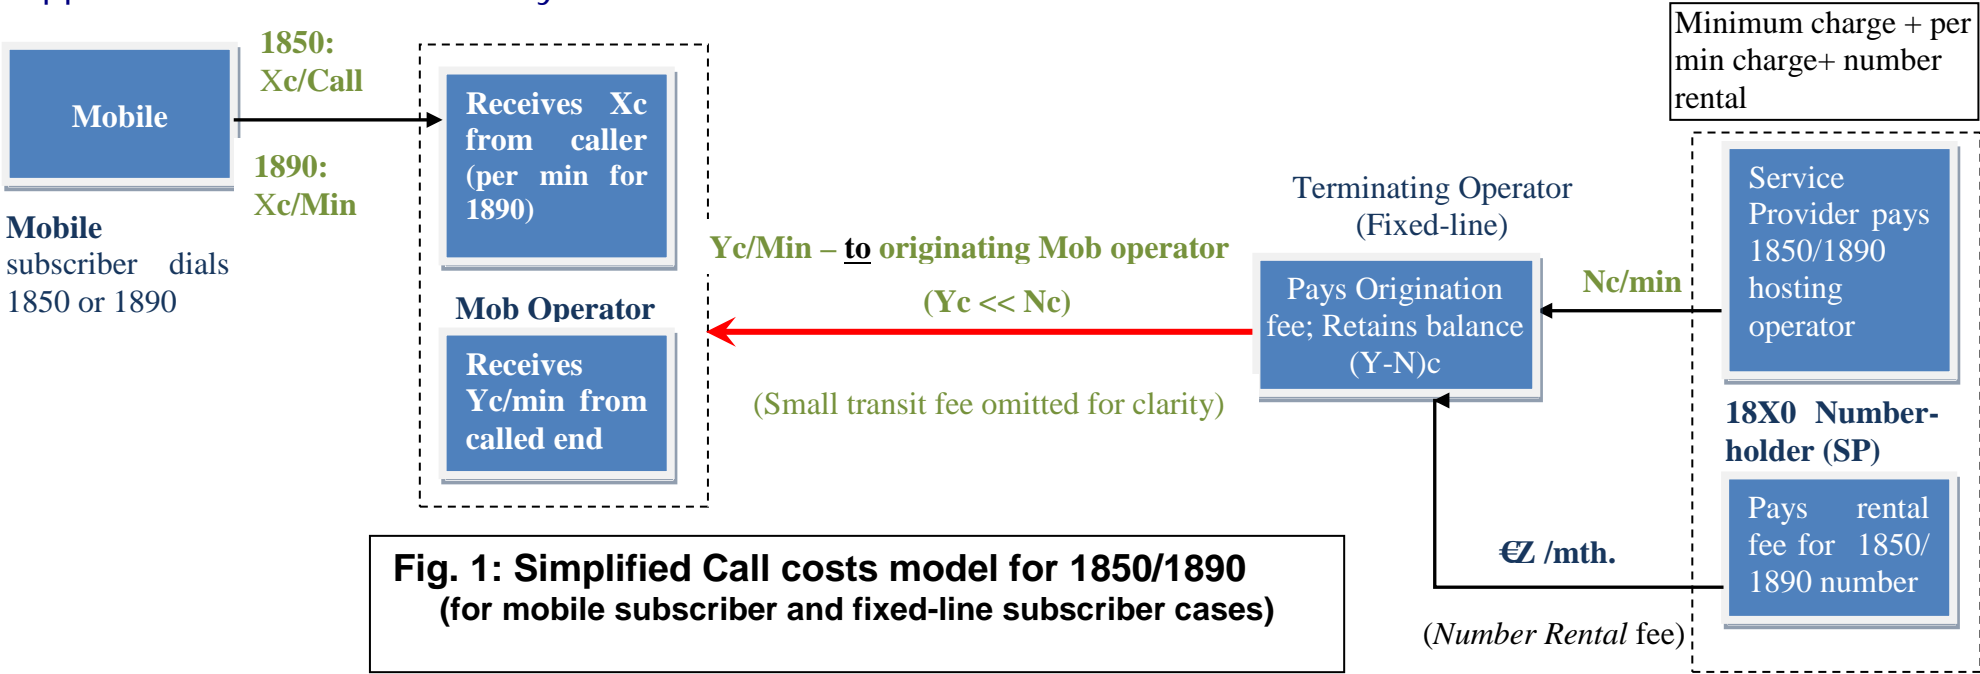 1850:
Xc/Call
Mobile
1890:
Xc/Min
Mobile
subscriber dials
1850 or 1890
Receives Xc
from caller
(per min for
1890)
Mob Operator
Receives
Yc/min from
called end
Yc/Min – to originating Mob operator
(Yc << Nc)
(Small transit fee omitted for clarity)
Terminating Operator
(Fixed-line)
Pays Origination
fee; Retains balance
(Y-N)c
Nc/min
€Z /mth.
(Number Rental fee)
Minimum charge + per
min charge+ number
rental
Service
Provider pays
1850/1890
hosting
operator
18X0 Number-
holder (SP)
Pays rental
fee for 1850/
1890 number
Fig. 1: Simplified Call costs model for 1850/1890
(for mobile subscriber and fixed-line subscriber cases)